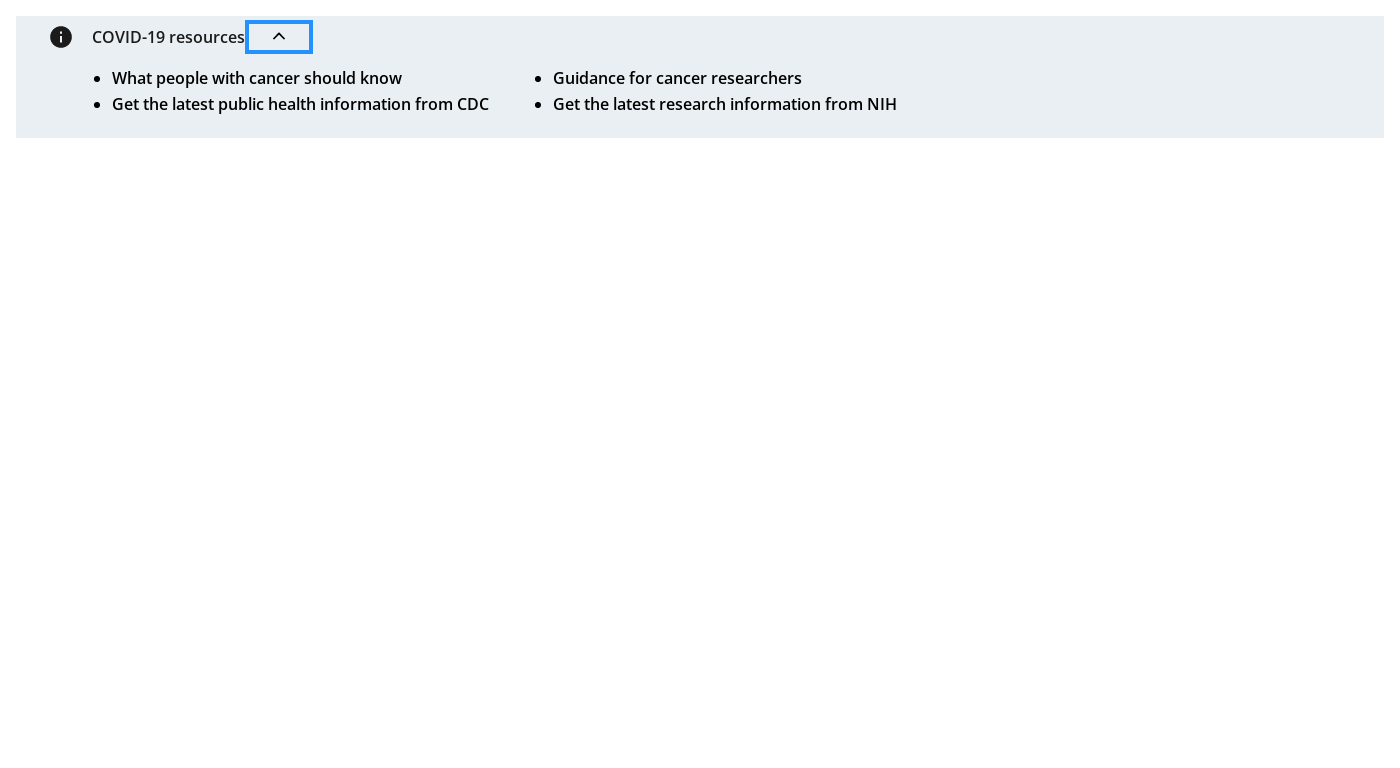 COVID-19 resources
What people with cancer should know
Get the latest public health information from CDC
Guidance for cancer researchers
Get the latest research information from NIH